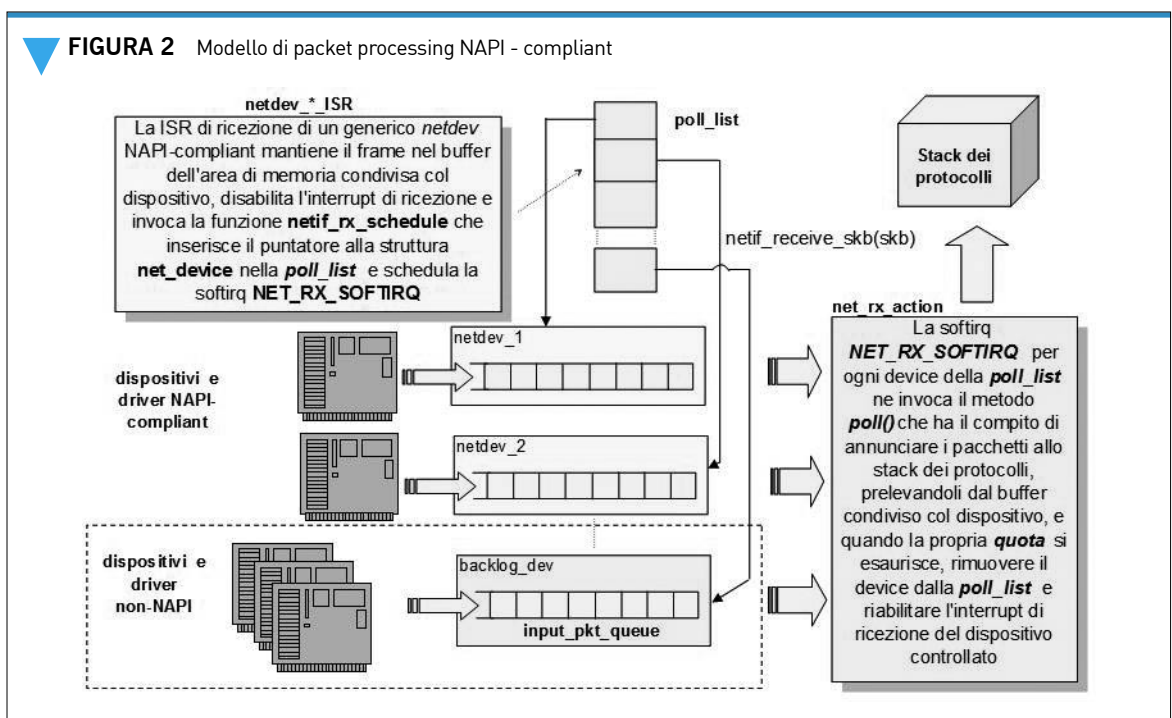 FIGURA 2 Modello di packet processing NAPI - compliant
netdev_*_ISR
La ISR di ricezione di un generico netdev
NAPI-compliant mantiene il frame nel buffer
dell'area di memoria condivisa col
dispositivo, disabilita l'interrupt di ricezione e
invoca la funzione netif_rx_schedule che
inserisce il puntatore alla struttura
net_device nella poll_list e schedula la
softirq NET_RX_SOFTIRQ
poll_list
Stack dei
protocolli
netif_receive_skb(skb)
net_rx_action
La softirq
NET_RX_SOFTIRQ per
ogni device della poll_list
ne invoca il metodo
poll() che ha il compito di
annunciare i pacchetti allo
stack dei protocolli,
prelevandoli dal buffer
condiviso col dispositivo, e
quando la propria quota si
esaurisce, rimuovere il
device dalla poll_list e
riabilitare l'interrupt di
ricezione del dispositivo
controllato
dispositivi e
driver NAPI-
compliant
netdev_1
netdev_2
dispositivi e
driver
non-NAPI
backlog_dev
input_pkt_queue